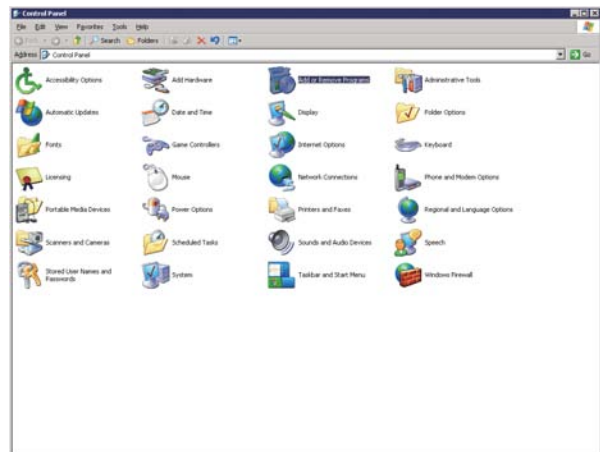 Control Panel
File Edit View Favorites Tools Help
Search Folders
Address Control Panel Go
Accessibility Options Add Hardware Add or Remove Programs Administrative Tools
Automatic Updates Date and Time Display Folder Options
Fonts Game Controllers Internet Options Keyboard
Licensing Mouse Network Connections Phone and Modem Options
Portable Media Devices Power Options Printers and Faxes Regional and Language Options
Scanners and Cameras Scheduled Tasks Sounds and Audio Devices Speech
Stored User Names and Passwords System Taskbar and Start Menu Windows Firewall